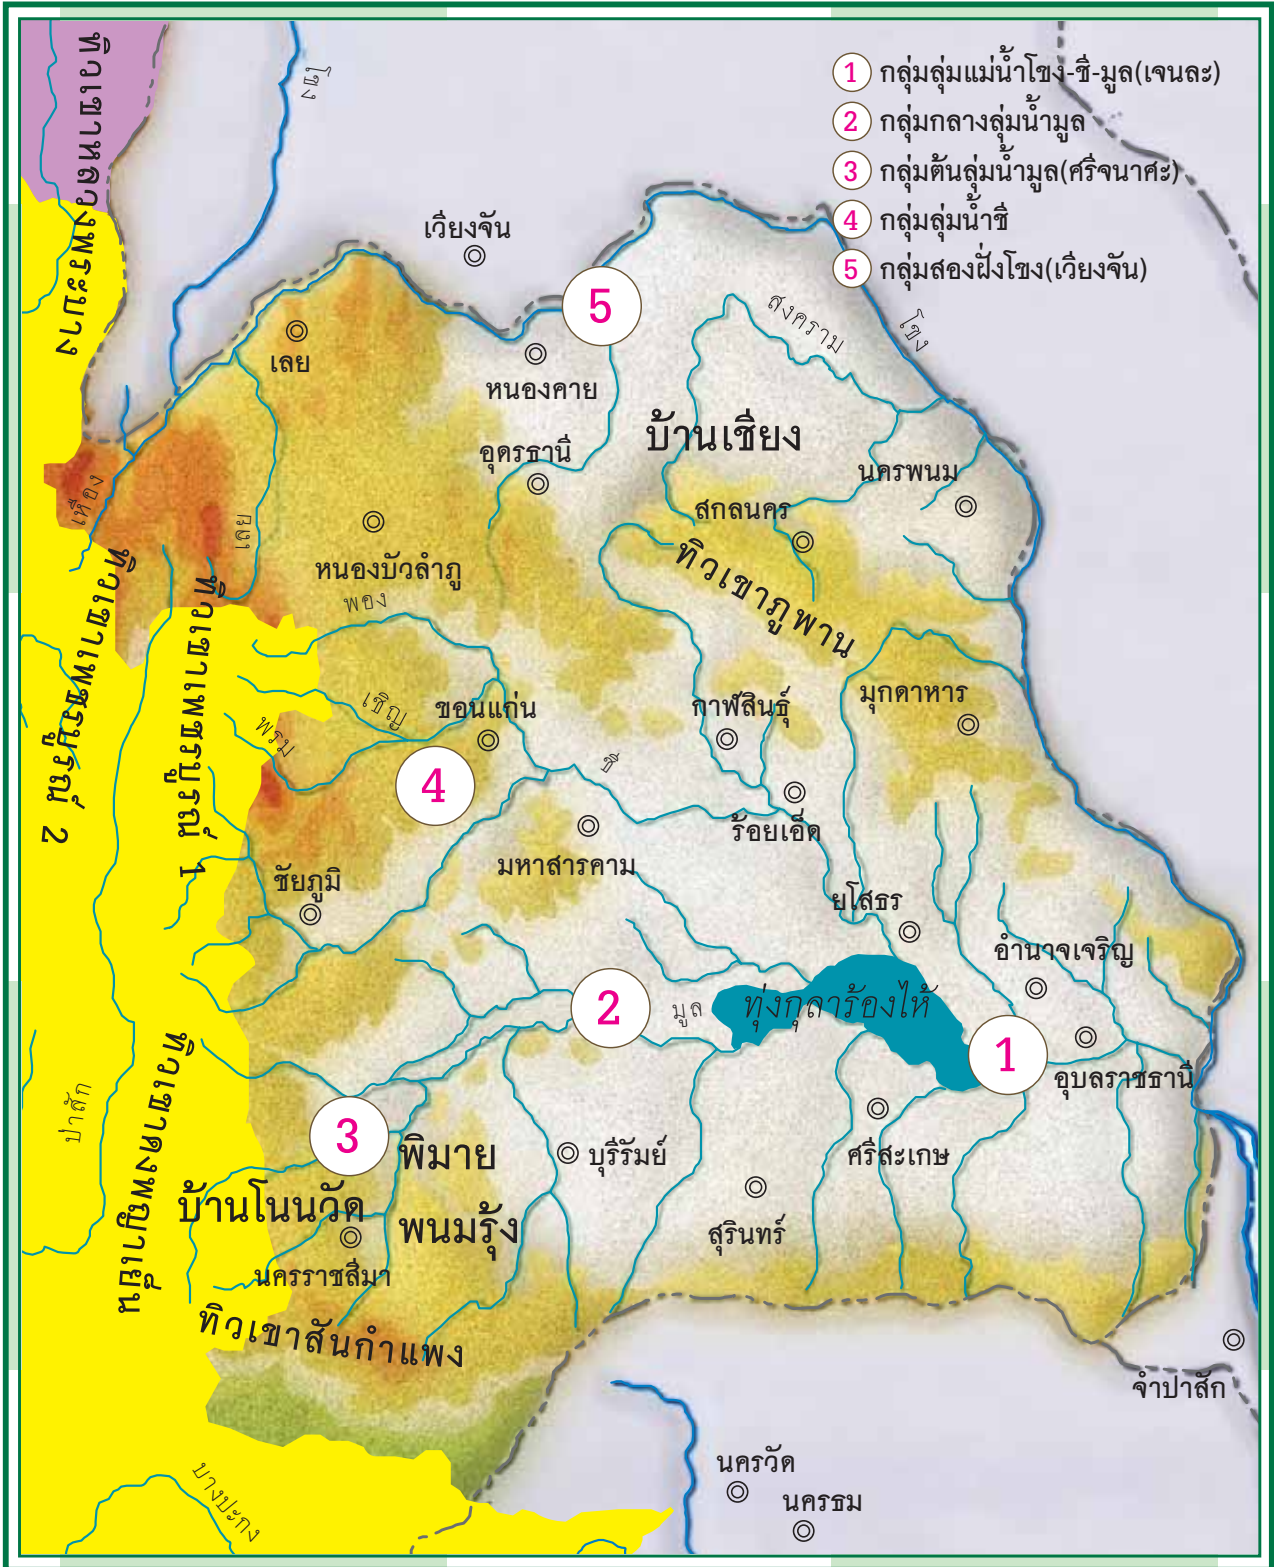 1 กลุ่มลุ่มแม่น้ำโขง-ชี-มูล(เจนละ)
2 กลุ่มกลางลุ่มน้ำมูล
3 กลุ่มต้นลุ่มน้ำมูล(ศรีจนาศะ)
4 กลุ่มลุ่มน้ำชี
5 กลุ่มสองฝั่งโขง(เวียงจัน)
ทิวเขาหลวงพระบาง
โขง
เวียงจัน
5
สงคราม
โขง
เลย
หนองคาย
บ้านเชียง
อุดรธานี
นครพนม
เหือง
เลย
สกลนคร
หนองบัวลำภู
ทิวเขาภูพาน
ทิวเขาเพชรบูรณ์ 2
ทิวเขาเพชรบูรณ์ 1
พอง
เชิญ
พรม
ขอนแก่น
กาฬสินธุ์
มุกดาหาร
4
ชี
ร้อยเอ็ด
มหาสารคาม
ชัยภูมิ
ยโสธร
อำนาจเจริญ
2
มูล
ทุ่งกุลาร้องไห้
1
อุบลราชธานี
ป่าสัก
ทิวเขาดงพญาเย็น
3
พิมาย
บุรีรัมย์
ศรีสะเกษ
บ้านโนนวัด
พนมรุ้ง
สุรินทร์
นครราชสีมา
ทิวเขาสันกำแพง
จำปาสัก
บางปะกง
นครวัด
นครธม